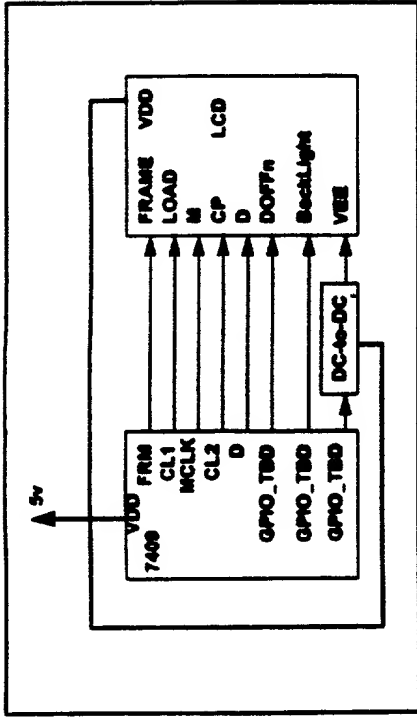 5v
VDD
7409
FRM
CL1
MCLK
CL2
D
GPIO_TBD
GPIO_TBD
GPIO_TBD
DC-to-DC
FRAME
LOAD
M
CP
D
DOFFn
BackLight
VEE
VDD
LCD